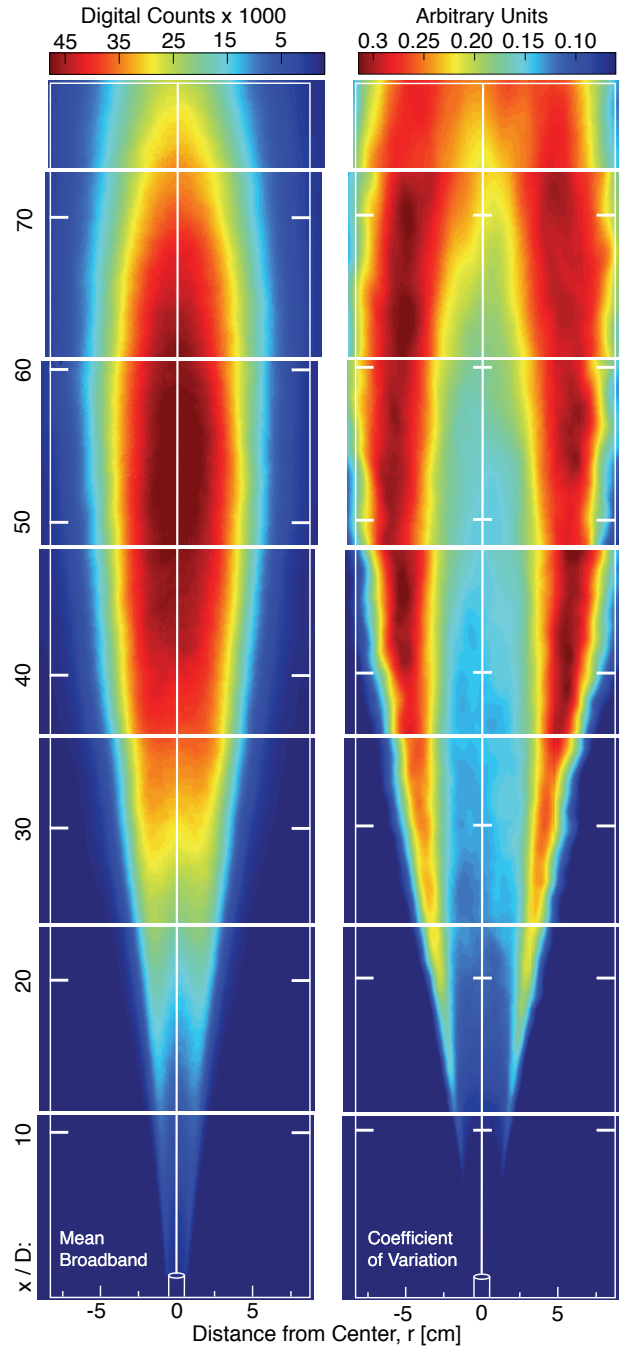 Digital Counts x 1000
Arbitrary Units
45 35 25 15 5
0.3 0.25 0.20 0.15 0.10
70
60
50
40
30
20
10
x / D:
Mean
Broadband
Coefficient
of Variation
-5 0 5
-5 0 5
Distance from Center, r [cm]